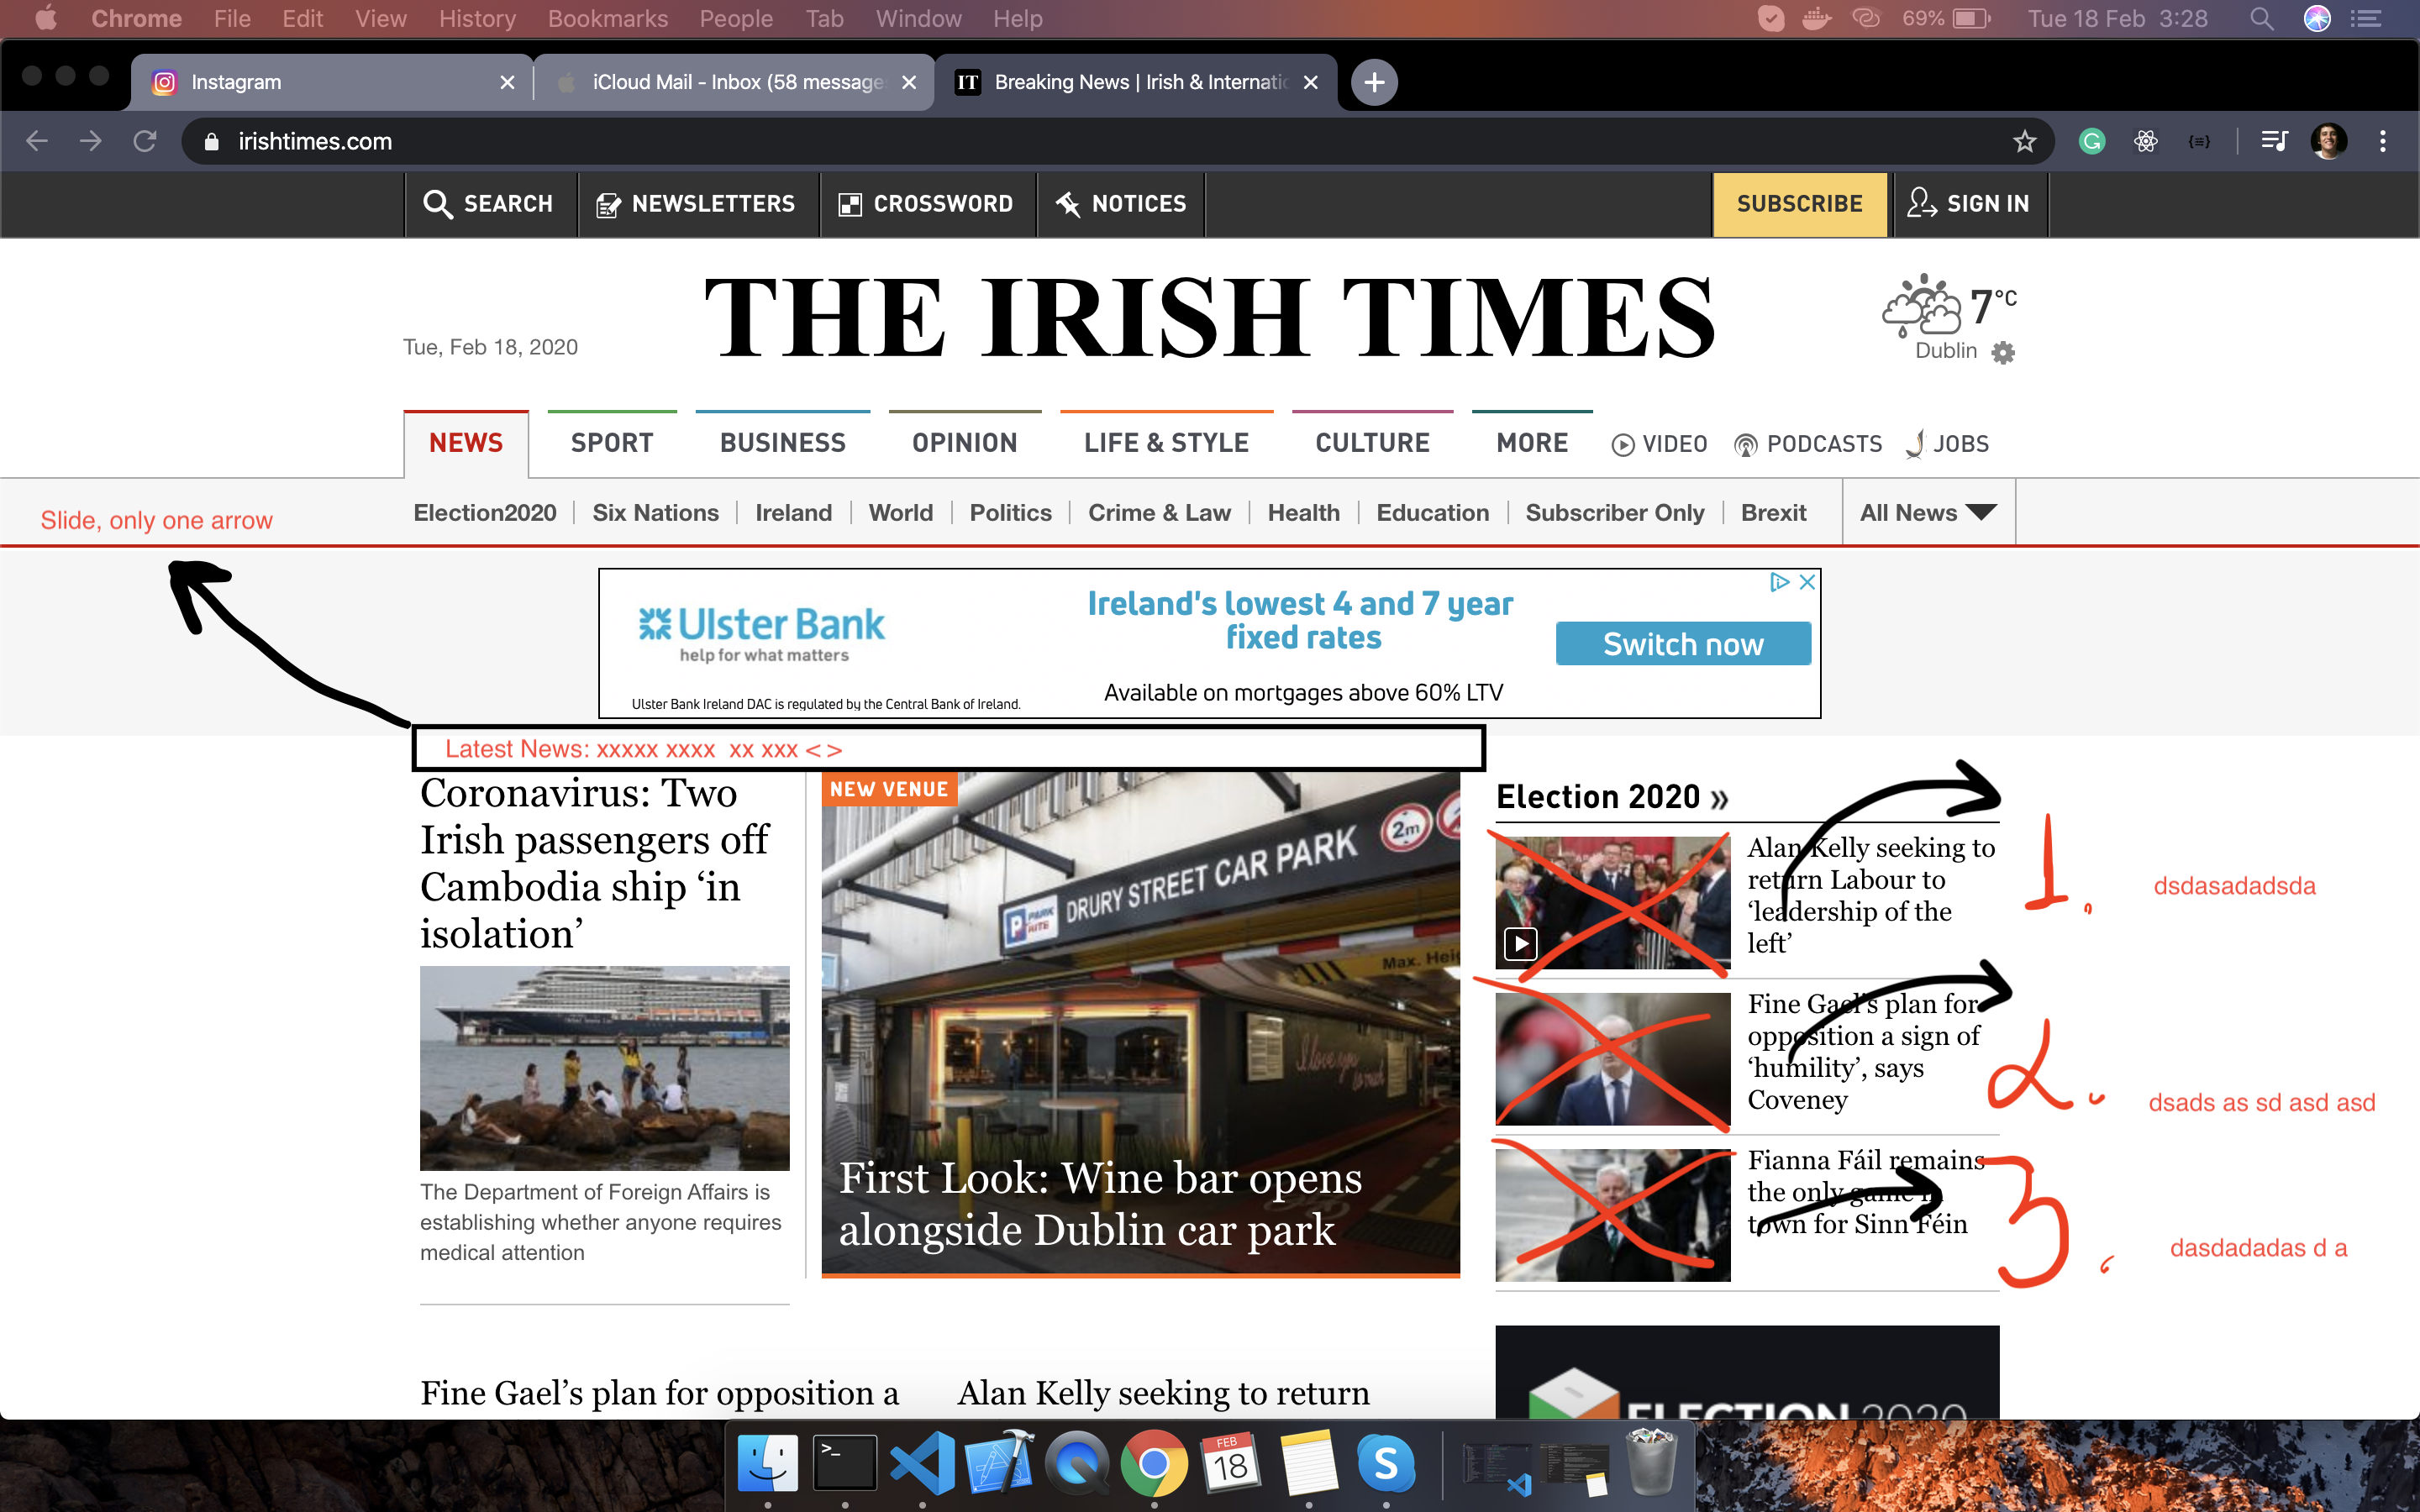 Chrome File Edit View History Bookmarks People Tab Window Help 69% Tue 18 Feb 3:28
Instagram iCloud Mail - Inbox (58 message IT Breaking News | Irish & Internatio
irishtimes.com
SEARCH NEWSLETTERS CROSSWORD NOTICES SUBSCRIBE SIGN IN
THE IRISH TIMES
7°C
Tue, Feb 18, 2020
Dublin
NEWS SPORT BUSINESS OPINION LIFE & STYLE CULTURE MORE VIDEO PODCASTS JOBS
Slide, only one arrow
Election2020 Six Nations Ireland World Politics Crime & Law Health Education Subscriber Only Brexit All News
Ulster Bank
help for what matters
Ulster Bank Ireland DAC is regulated by the Central Bank of Ireland.
Ireland's lowest 4 and 7 year
fixed rates
Available on mortgages above 60% LTV
Switch now
Latest News: xxxxx xxxx xx xxx < >
Coronavirus: Two
Irish passengers off
Cambodia ship ‘in
isolation’
The Department of Foreign Affairs is
establishing whether anyone requires
medical attention
NEW VENUE
2m
DRURY STREET CAR PARK
PARK
RITE
Max. Hei
I love you
so much
First Look: Wine bar opens
alongside Dublin car park
Election 2020 »
Alan Kelly seeking to
return Labour to
‘leadership of the
left’
1. dsdasadadsda
Fine Gael’s plan for
opposition a sign of
‘humility’, says
Coveney
2. dsads as sd asd asd
Fianna Fáil remains
the only game in
town for Sinn Féin
3. dasdadadas d a
Fine Gael’s plan for opposition a
Alan Kelly seeking to return
ELECTION 2020
FEB
18